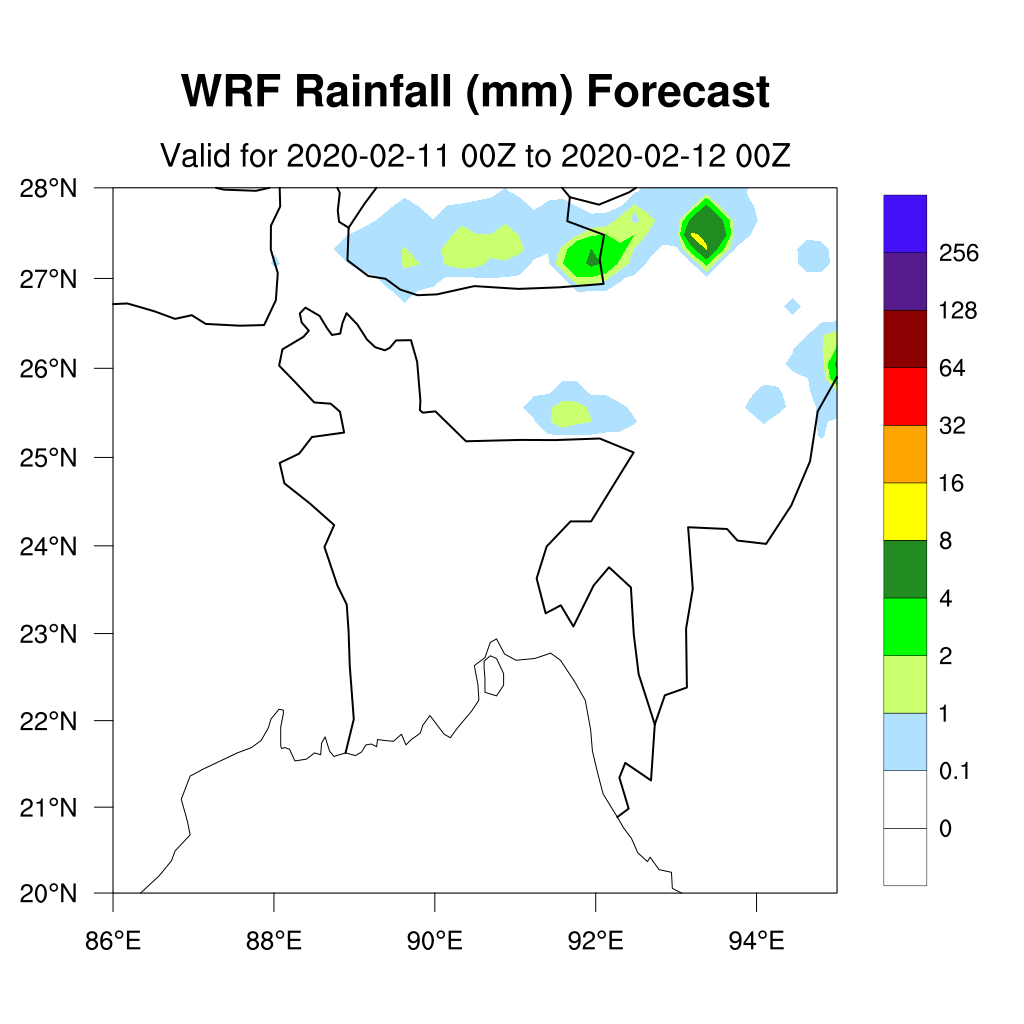 WRF Rainfall (mm) Forecast
Valid for 2020-02-11 00Z to 2020-02-12 00Z
28°N
27°N
26°N
25°N
24°N
23°N
22°N
21°N
20°N
86°E
88°E
90°E
92°E
94°E
256
128
64
32
16
8
4
2
1
0.1
0